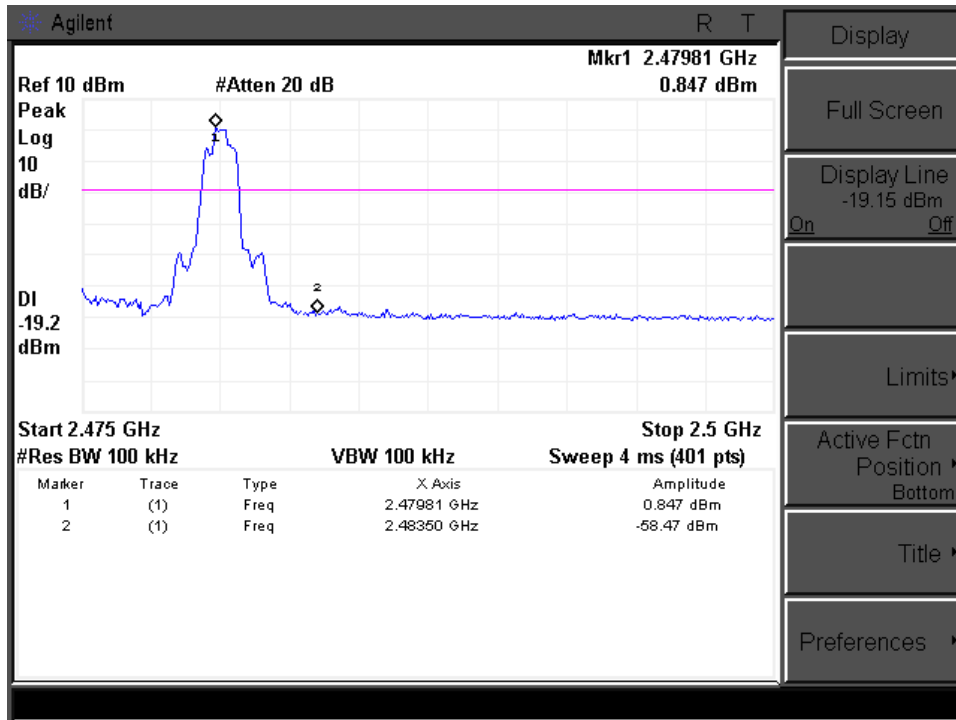 Agilent R T
Mkr1 2.47981 GHz
Ref 10 dBm #Atten 20 dB 0.847 dBm
Peak
Log
10
dB/
1
2
DI
-19.2
dBm
Start 2.475 GHz Stop 2.5 GHz
#Res BW 100 kHz VBW 100 kHz Sweep 4 ms (401 pts)
Marker Trace Type X Axis Amplitude
1 (1) Freq 2.47981 GHz 0.847 dBm
2 (1) Freq 2.48350 GHz -58.47 dBm
Display
Full Screen
Display Line
-19.15 dBm
On Off
Limits
Active Fctn
Position
Bottom
Title
Preferences